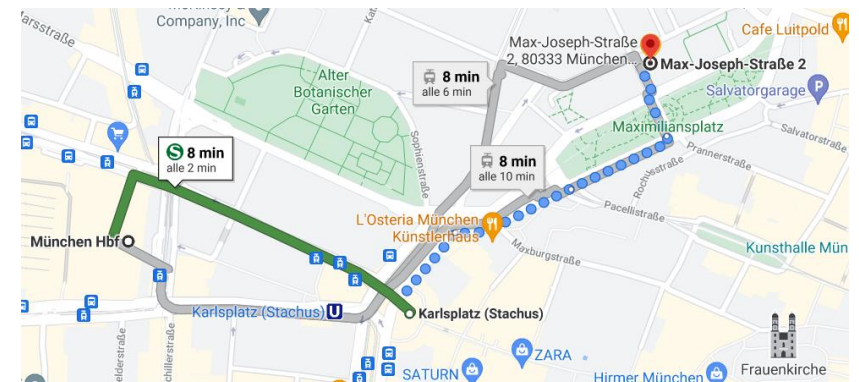 Company, Inc
Marsstraße
Alter
Botanischer
Garten
Sophienstraße
Max-Joseph-Straße
2, 80333 München...
Max-Joseph-Straße 2
Cafe Luitpold
Salvatorgarage
P
8 min
alle 6 min
S 8 min
alle 2 min
8 min
alle 10 min
Maximiliansplatz
Salvatorstraße
Prannerstraße
Pacellistraße
L'Osteria München
Künstlerhaus
Maxburgstraße
Kunsthalle Mün
München Hbf
Karlsplatz (Stachus) U
Karlsplatz (Stachus)
SATURN
ZARA
Hirmer München
Frauenkirche